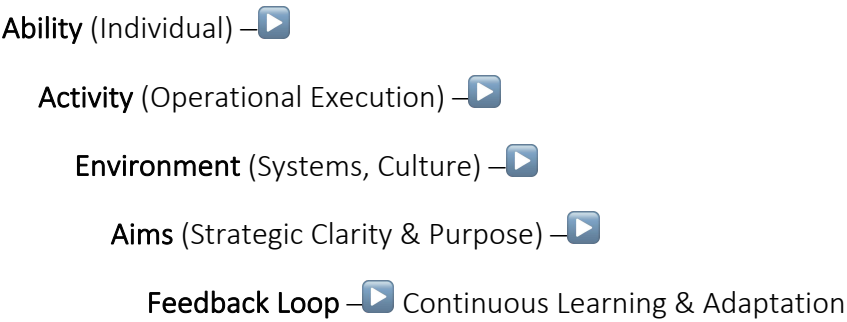 Ability (Individual) –▶️
Activity (Operational Execution) –▶️
Environment (Systems, Culture) –▶️
Aims (Strategic Clarity & Purpose) –▶️
Feedback Loop –▶️ Continuous Learning & Adaptation